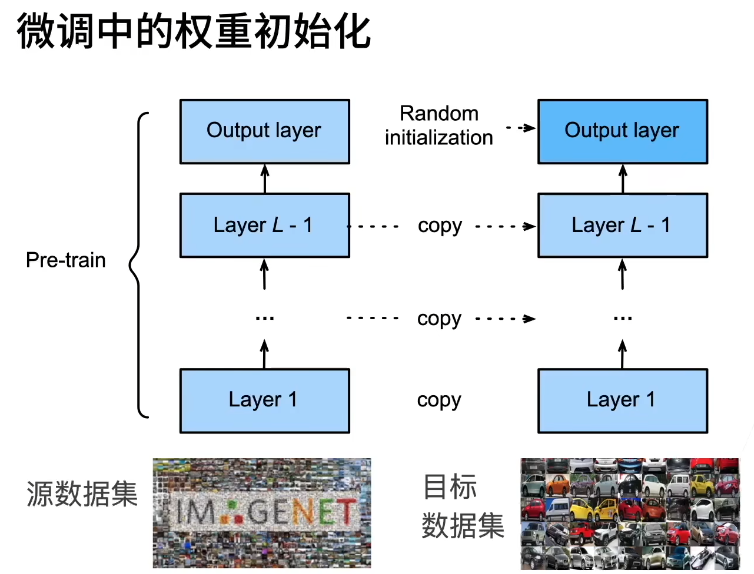 微调中的权重初始化
Output layer
Random
initialization
Output layer
Layer L - 1
copy
Layer L - 1
Pre-train
...
copy
...
Layer 1
copy
Layer 1
源数据集
IMAGENET
目标
数据集